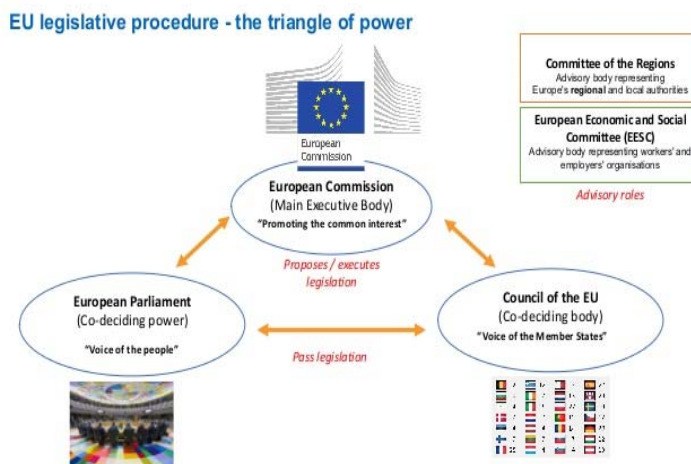 EU legislative procedure - the triangle of power
Committee of the Regions
Advisory body representing
Europe's regional and local authorities
European Economic and Social
Committee (EESC)
Advisory body representing workers' and
employers' organisations
Advisory roles
European
Commission
European Commission
(Main Executive Body)
"Promoting the common interest"
Proposes / executes
legislation
European Parliament
(Co-deciding power)
"Voice of the people"
Council of the EU
(Co-deciding body)
"Voice of the Member States"
Pass legislation